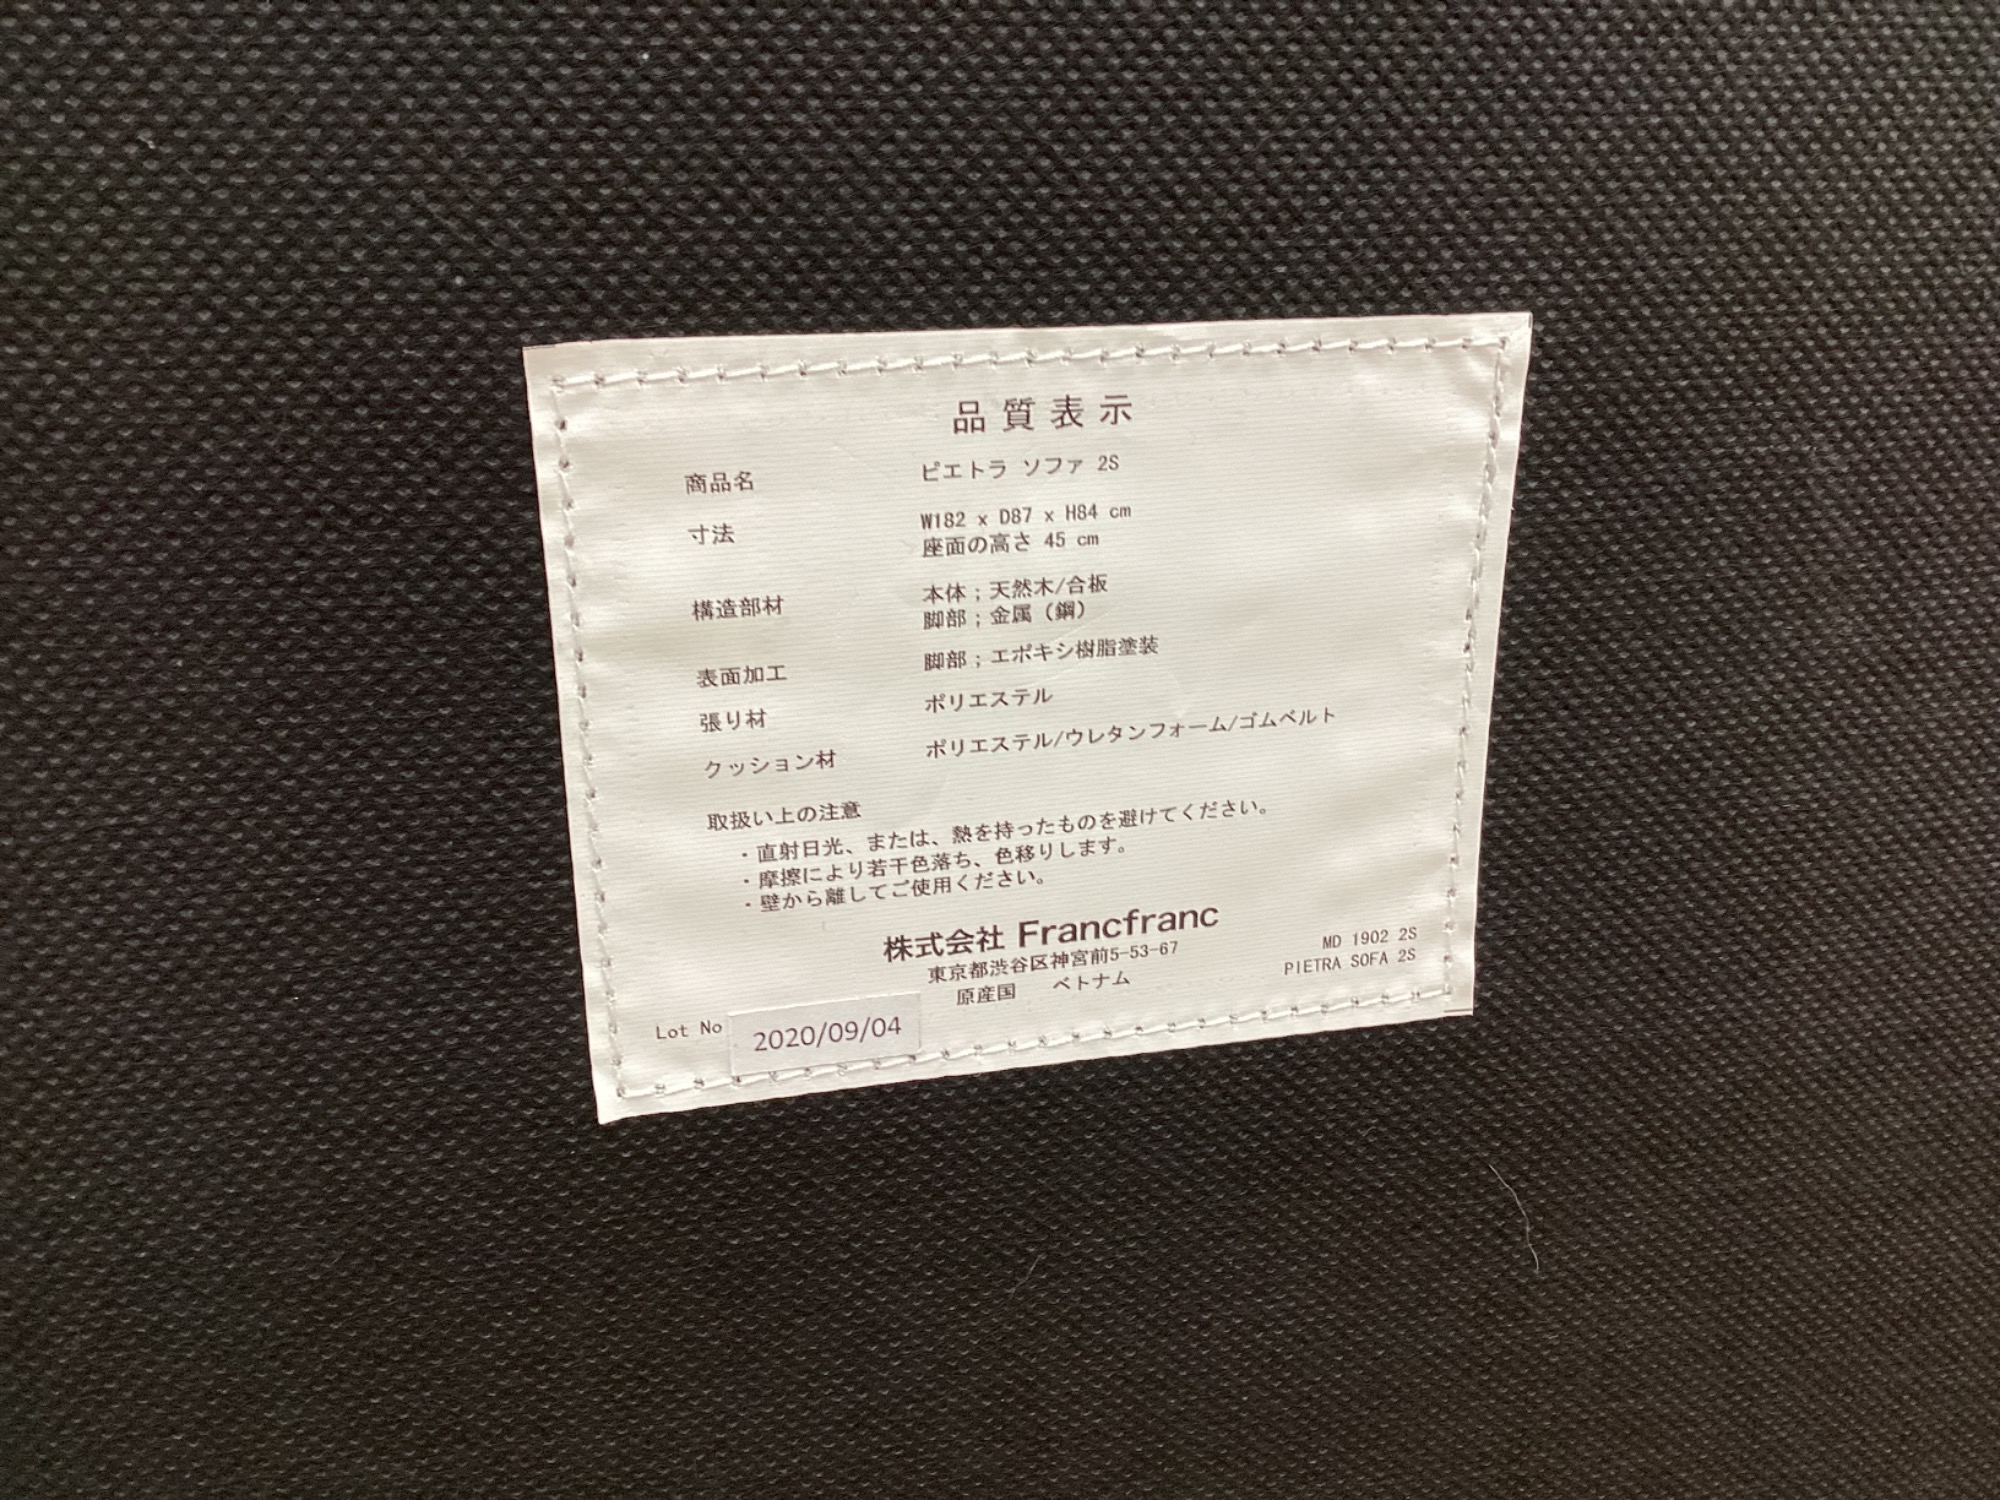 品質表示
商品名 ピエトラ ソファ 2S
寸法 W182 x D87 x H84 cm
座面の高さ 45 cm
構造部材 本体；天然木/合板
脚部；金属（鋼）
表面加工 脚部；エポキシ樹脂塗装
張り材 ポリエステル
クッション材 ポリエステル/ウレタンフォーム/ゴムベルト
取扱い上の注意
・直射日光、または、熱を持ったものを避けてください。
・摩擦により若干色落ち、色移りします。
・壁から離してご使用ください。
株式会社 Francfranc
東京都渋谷区神宮前5-53-67
原産国 ベトナム
MD 1902 2S
PIETRA SOFA 2S
Lot No 2020/09/04